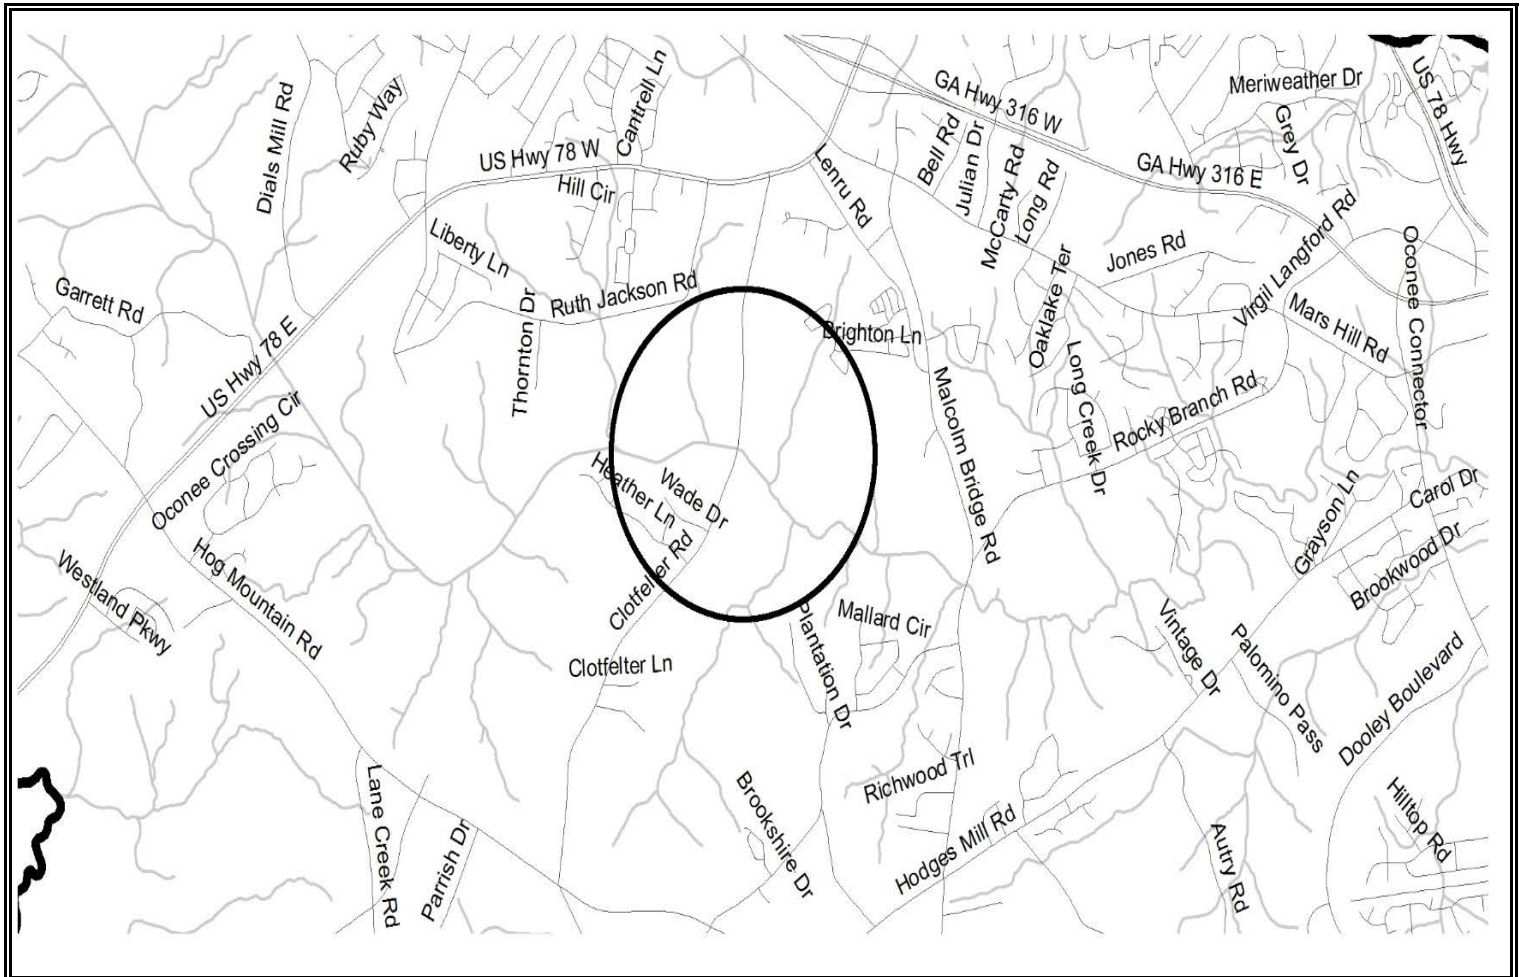 Meriweather Dr
US 78 Hwy
Cantrell Ln
GA Hwy 316 W
Dials Mill Rd
Ruby Way
Grey Dr
Bell Rd
Julian Dr
US Hwy 78 W
GA Hwy 316 E
Lenru Rd
McCarty Rd
Long Rd
Hill Cir
Virgil Langford Rd
Liberty Ln
Jones Rd
Oconee Connector
Oaklake Ter
Garrett Rd
Ruth Jackson Rd
Thornton Dr
Brighton Ln
Mars Hill Rd
US Hwy 78 E
Long Creek Dr
Malcolm Bridge Rd
Rocky Branch Rd
Oconee Crossing Cir
Heather Ln
Wade Dr
Grayson Ln
Carol Dr
Clotfelter Rd
Brookwood Dr
Hog Mountain Rd
Westland Pkwy
Plantation Dr
Mallard Cir
Vintage Dr
Palomino Pass
Clotfelter Ln
Dooley Boulevard
Richwood Trl
Lane Creek Rd
Brookshire Dr
Hilltop Rd
Parrish Dr
Hodges Mill Rd
Autry Rd